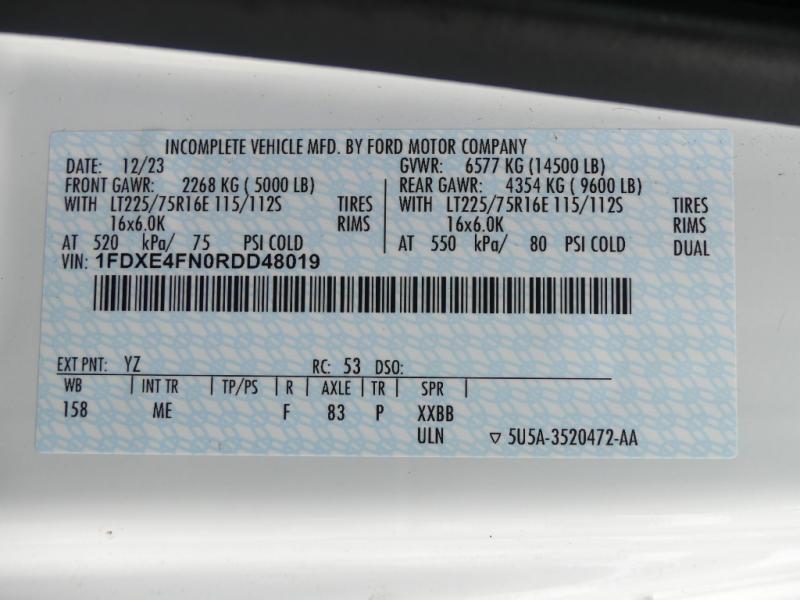 INCOMPLETE VEHICLE MFD. BY FORD MOTOR COMPANY
DATE: 12/23 GVWR: 6577 KG (14500 LB)
FRONT GAWR: 2268 KG ( 5000 LB) REAR GAWR: 4354 KG ( 9600 LB)
WITH LT225/75R16E 115/112S TIRES WITH LT225/75R16E 115/112S TIRES
16x6.0K RIMS 16x6.0K RIMS
AT 520 kPa/ 75 PSI COLD AT 550 kPa/ 80 PSI COLD DUAL
VIN: 1FDXE4FN0RDD48019
EXT PNT: YZ RC: 53 DSO:
WB INT TR TP/PS R AXLE TR SPR
158 ME F 83 P XXBB
ULN ▽ 5U5A-3520472-AA